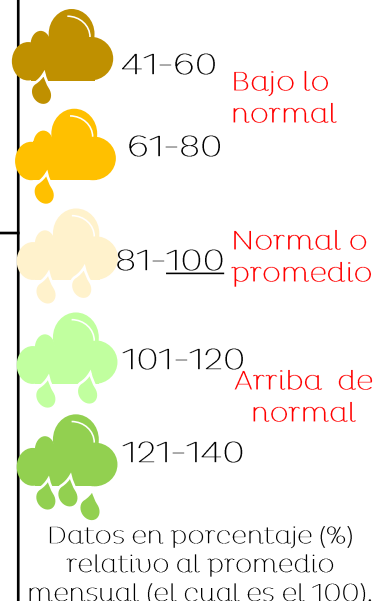 41-60
Bajo lo
normal
61-80
81-100
Normal o
promedio
101-120
Arriba de
normal
121-140
Datos en porcentaje (%)
relativo al promedio
mensual (el cual es el 100).